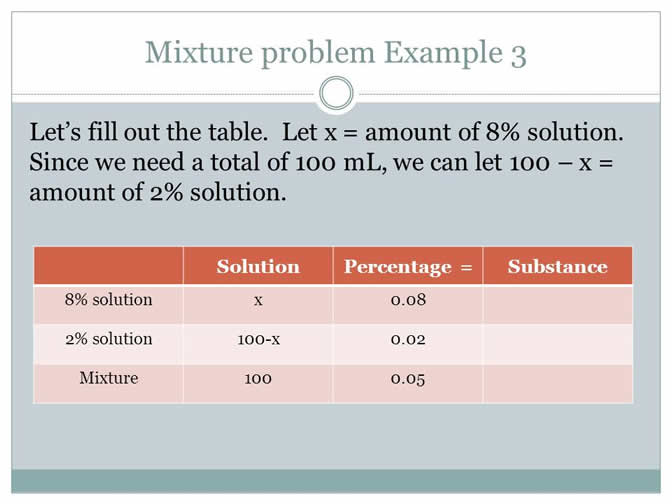 Mixture problem Example 3
Let’s fill out the table.  Let x = amount of 8% solution.
Since we need a total of 100 mL, we can let 100 – x =
amount of 2% solution.
Solution Percentage = Substance
8% solution x 0.08
2% solution 100-x 0.02
Mixture 100 0.05